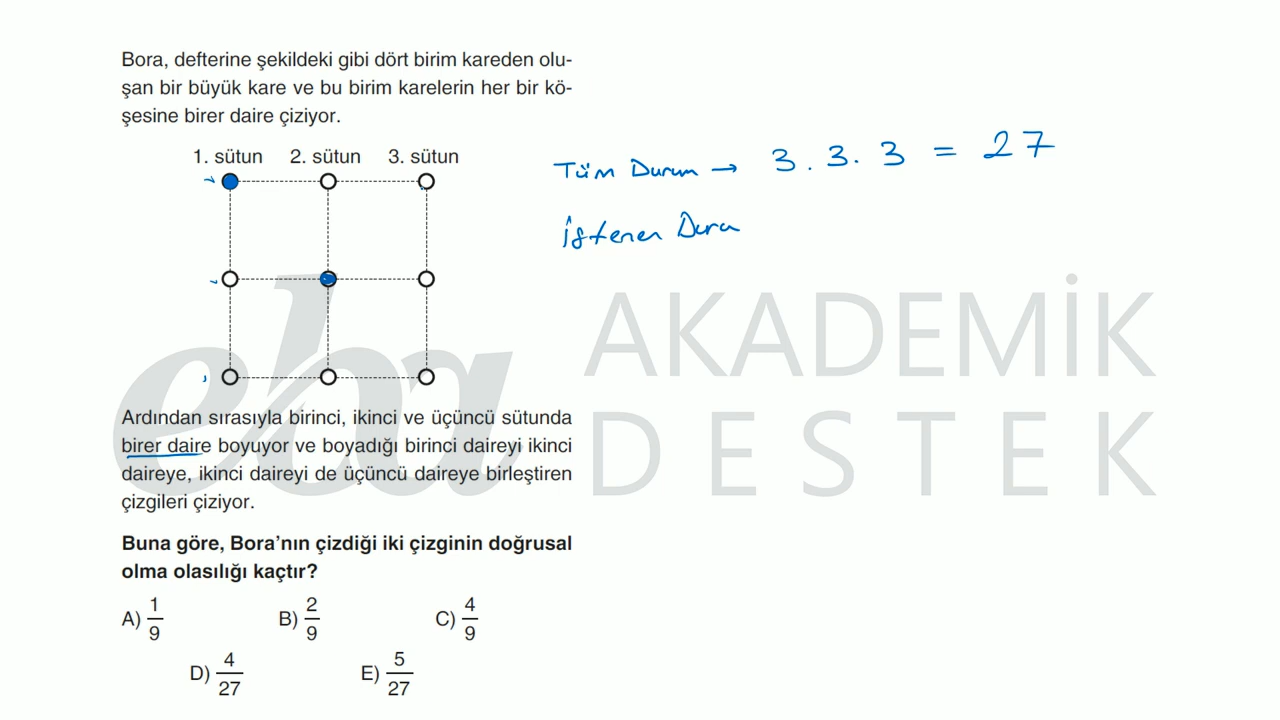 Bora, defterine şekildeki gibi dört birim kareden olu-
şan bir büyük kare ve bu birim karelerin her bir kö-
şesine birer daire çiziyor.
1. sütun 2. sütun 3. sütun
Tüm Durum → 3 . 3 . 3 = 27
İstenen Duru
eba AKADEMİK
DESTEK
Ardından sırasıyla birinci, ikinci ve üçüncü sütunda
birer daire boyuyor ve boyadığı birinci daireyi ikinci
daireye, ikinci daireyi de üçüncü daireye birleştiren
çizgileri çiziyor.
Buna göre, Bora'nın çizdiği iki çizginin doğrusal
olma olasılığı kaçtır?
A) 1/9 B) 2/9 C) 4/9
D) 4/27 E) 5/27